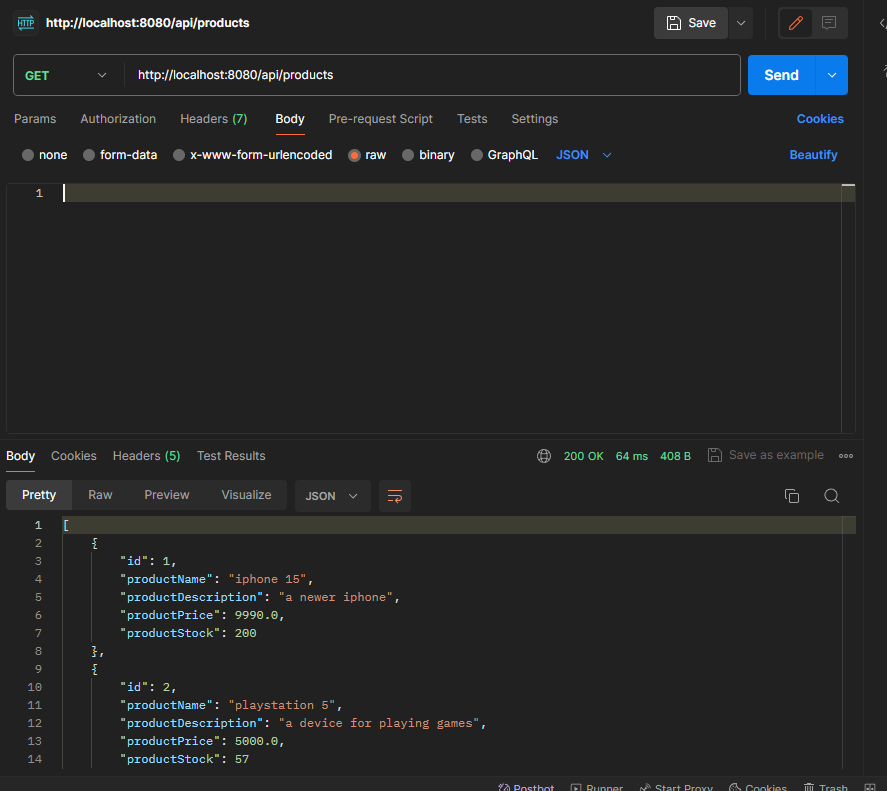 HTTP http://localhost:8080/api/products Save
GET http://localhost:8080/api/products Send
Params Authorization Headers (7) Body Pre-request Script Tests Settings Cookies
none form-data x-www-form-urlencoded raw binary GraphQL JSON Beautify
1
Body Cookies Headers (5) Test Results 200 OK 64 ms 408 B Save as example
Pretty Raw Preview Visualize JSON
1 [
2 {
3 "id": 1,
4 "productName": "iphone 15",
5 "productDescription": "a newer iphone",
6 "productPrice": 9990.0,
7 "productStock": 200
8 },
9 {
10 "id": 2,
11 "productName": "playstation 5",
12 "productDescription": "a device for playing games",
13 "productPrice": 5000.0,
14 "productStock": 57
Postbot Runner Start Proxy Cookies Trash